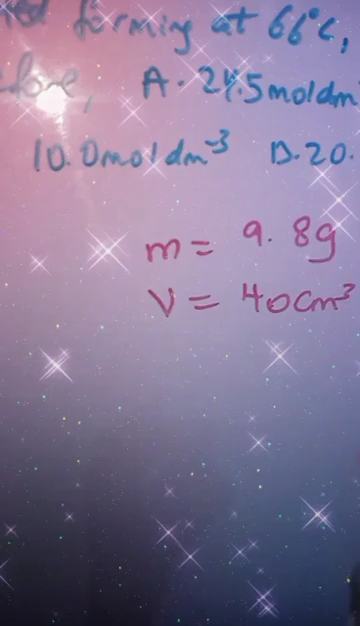 forming at 66°c,
A. 24.5moldm
10.0moldm⁻³ D.20.
m = 9.8g
V = 40cm³